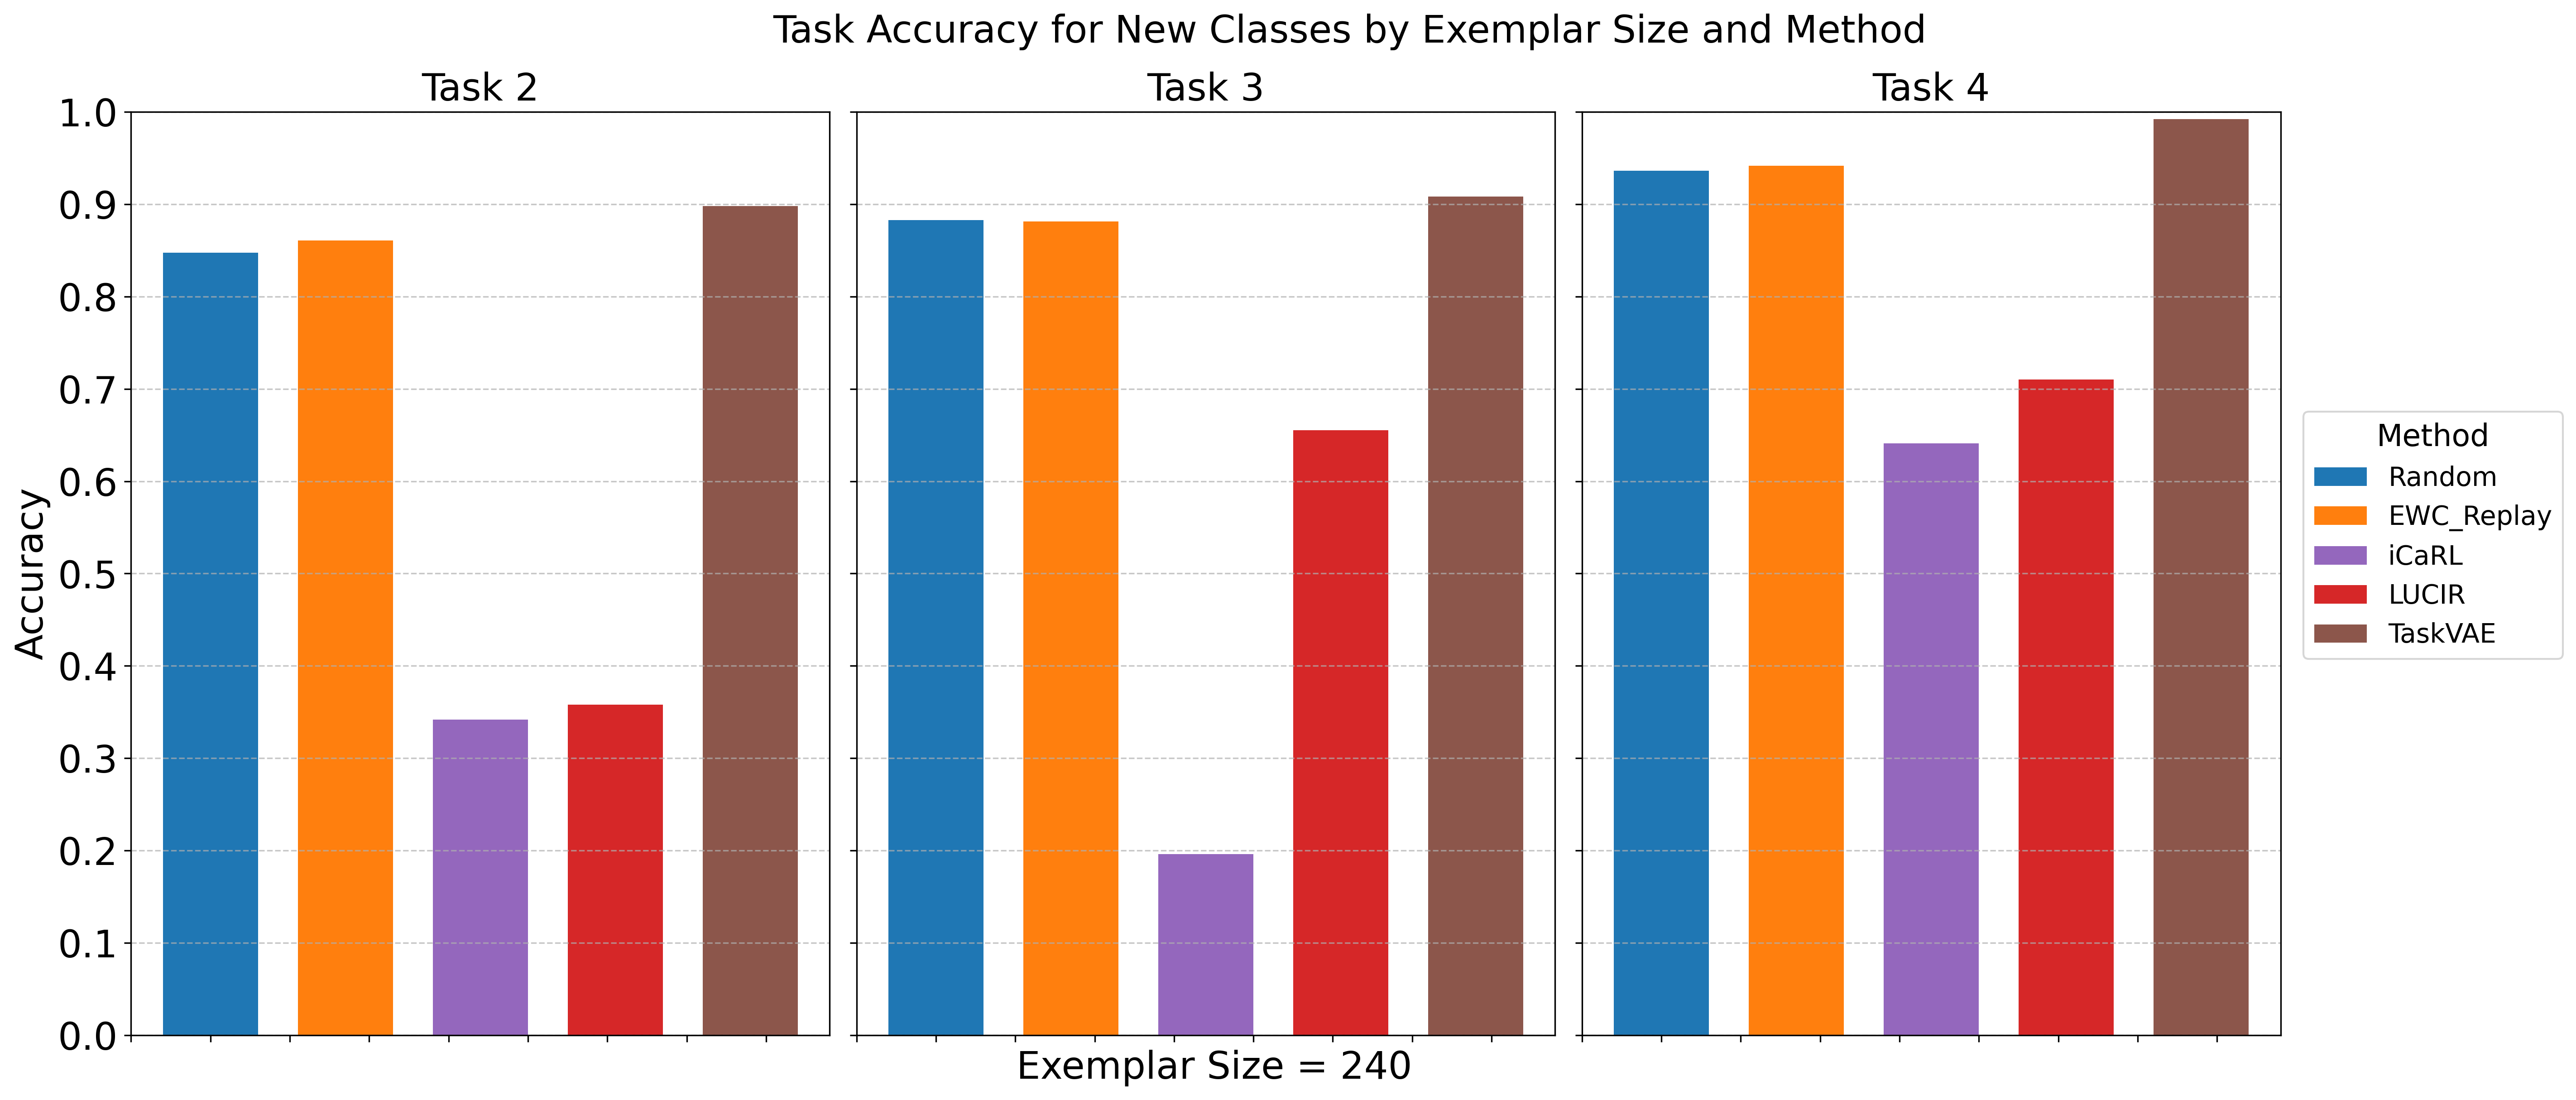 Task Accuracy for New Classes by Exemplar Size and Method
Task 2
Task 3
Task 4
1.0
0.9
0.8
0.7
0.6
0.5
0.4
0.3
0.2
0.1
0.0
Accuracy
Exemplar Size = 240
Method
Random
EWC_Replay
iCaRL
LUCIR
TaskVAE